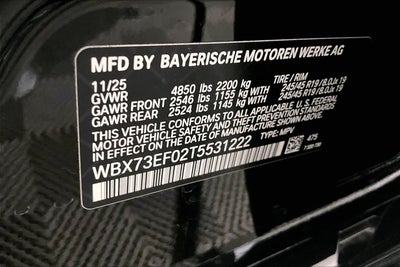 MFD BY BAYERISCHE MOTOREN WERKE AG
11/25 TIRE / RIM
GVWR 4850 lbs 2200 kg 245/45 R19 /8.0Jx 19
GAWR FRONT 2546 lbs 1155 kg 245/45 R19 /8.0Jx 19
GAWR REAR 2524 lbs 1145 kg
THIS VEHICLE CONFORMS TO ALL APPLICABLE U.S. FEDERAL
MOTOR VEHICLE SAFETY, BUMPER, AND THEFT PREVENTION STANDARDS
IN EFFECT ON THE DATE OF MANUFACTURE SHOWN ABOVE.
WBX73EF02T5531222 TYPE: MPV
475